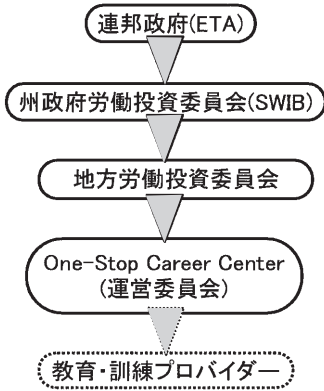 連邦政府(ETA)
州政府労働投資委員会(SWIB)
地方労働投資委員会
One-Stop Career Center
(運営委員会)
教育・訓練プロバイダー